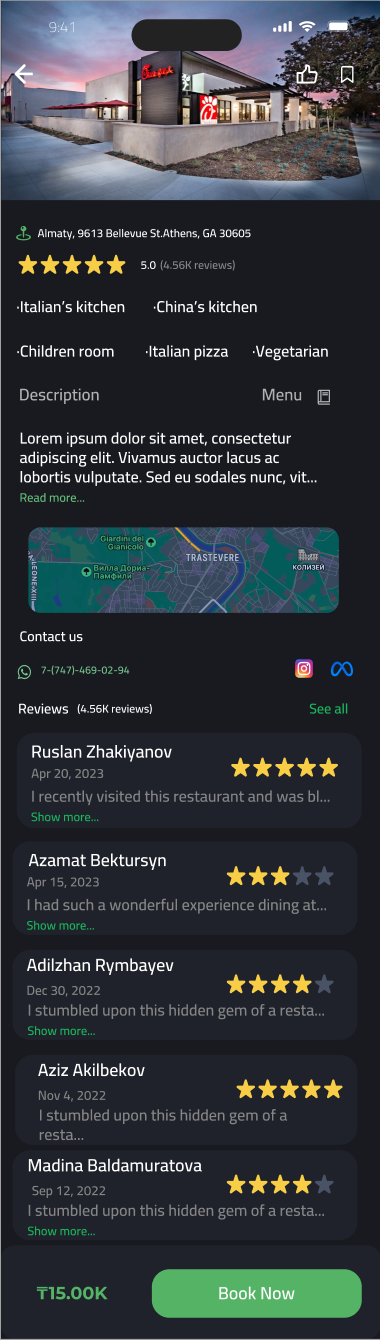 9:41
Chick-fil-A
Almaty, 9613 Bellevue St.Athens, GA 30605
5.0 (4.56K reviews)
·Italian's kitchen ·China's kitchen
·Children room ·Italian pizza ·Vegetarian
Description Menu
Lorem ipsum dolor sit amet, consectetur
adipiscing elit. Vivamus auctor lacus ac
lobortis vulputate. Sed eu sodales nunc, vit...
Read more...
Giardini del
Gianicolo
TRASTEVERE
Вилла Дориа-
Памфили
КОЛИЗЕЙ
Contact us
7-(747)-469-02-94
Reviews (4.56K reviews) See all
Ruslan Zhakiyanov
Apr 20, 2023
I recently visited this restaurant and was bl...
Show more...
Azamat Bektursyn
Apr 15, 2023
I had such a wonderful experience dining at...
Show more...
Adilzhan Rymbayev
Dec 30, 2022
I stumbled upon this hidden gem of a resta...
Show more...
Aziz Akilbekov
Nov 4, 2022
I stumbled upon this hidden gem of a
resta...
Madina Baldamuratova
Sep 12, 2022
I stumbled upon this hidden gem of a resta...
Show more...
₸15.00K Book Now